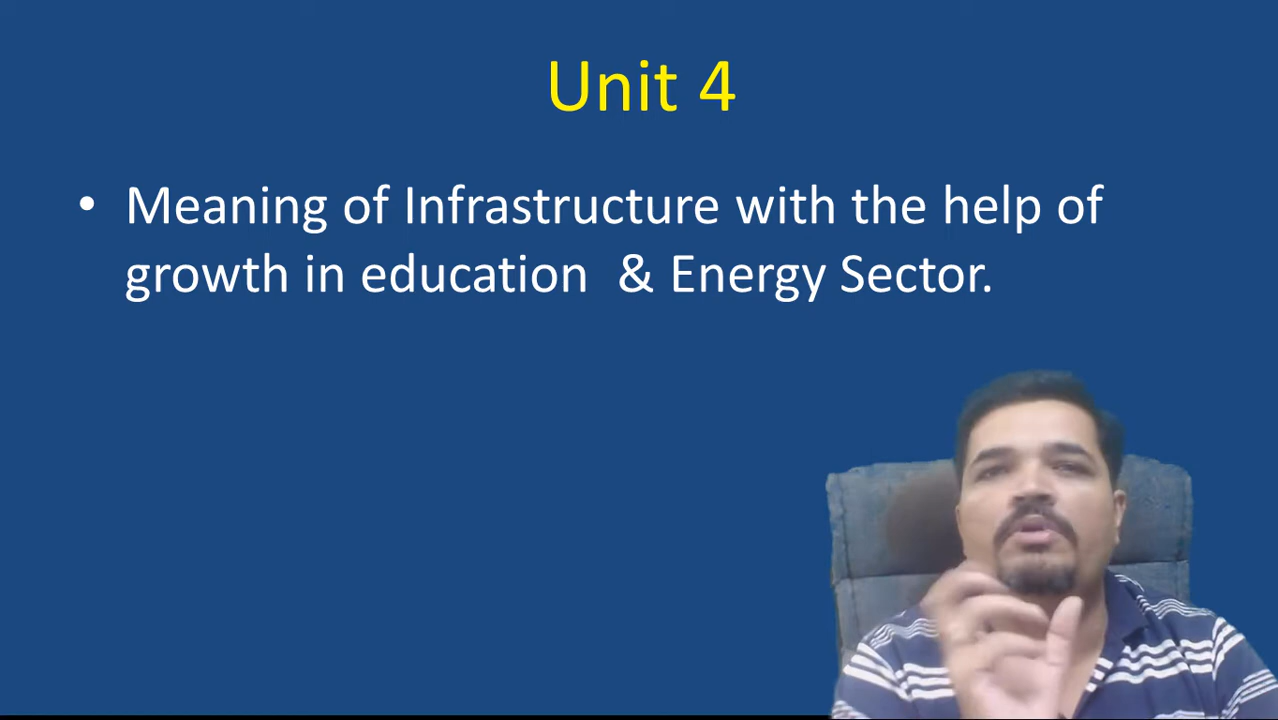 Unit 4
• Meaning of Infrastructure with the help of
growth in education & Energy Sector.